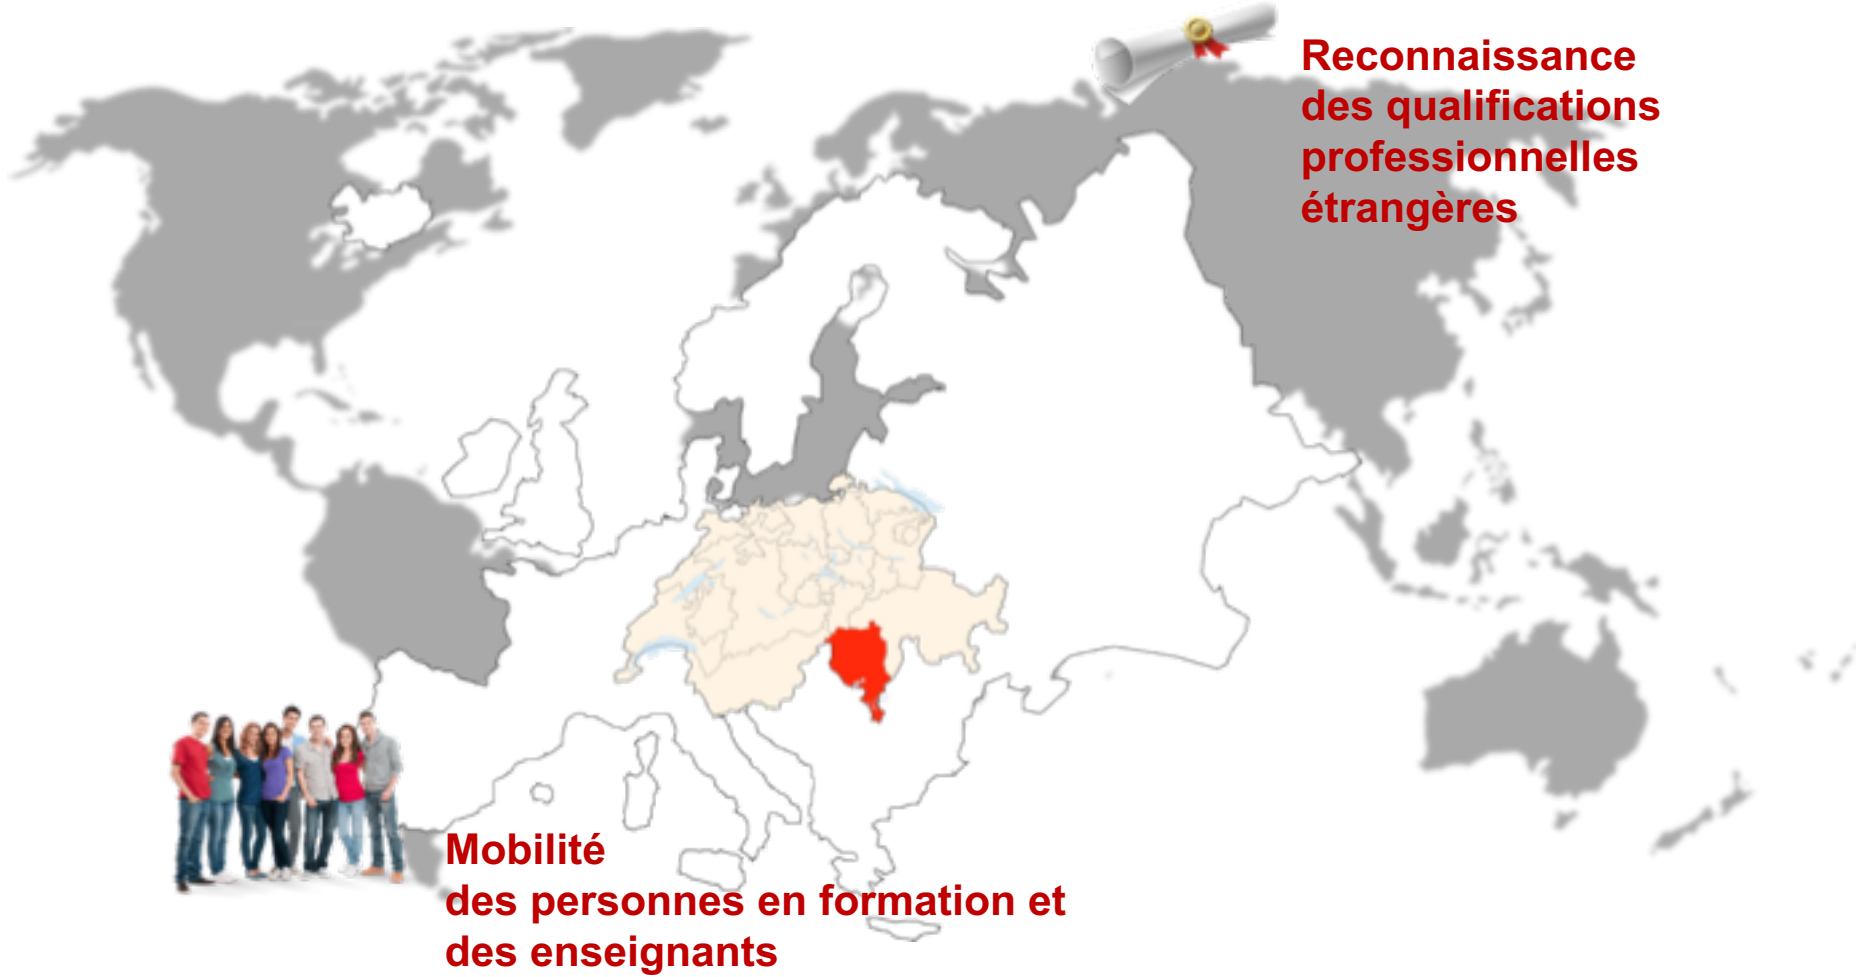 Reconnaissance
des qualifications
professionnelles
étrangères
Mobilité
des personnes en formation et
des enseignants